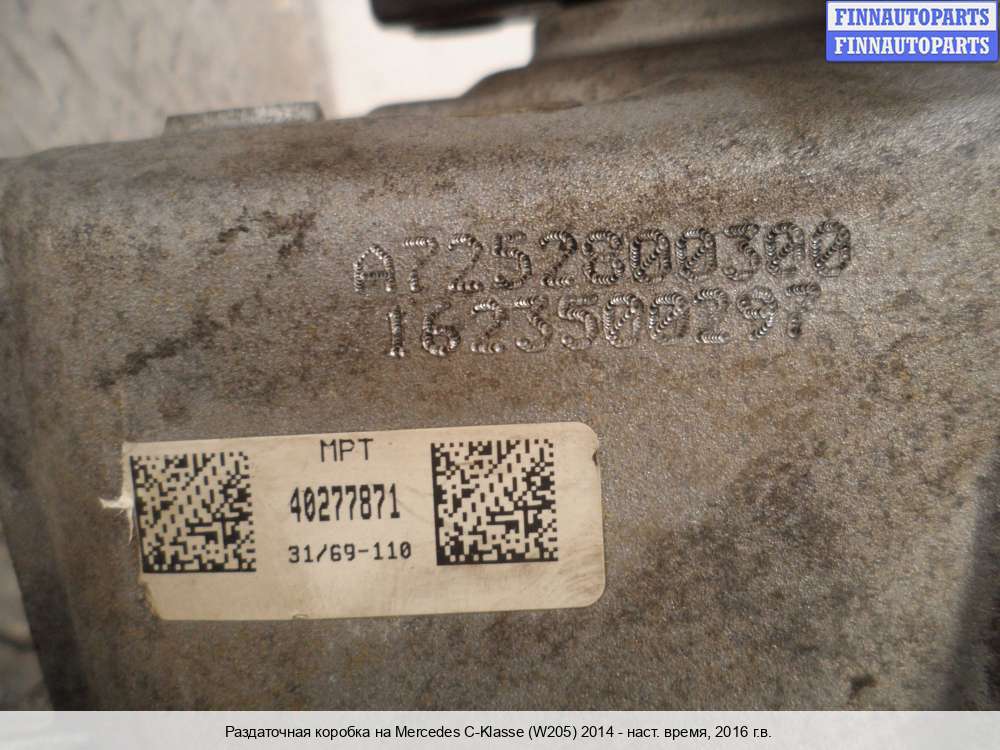 FINNAUTOPARTS
FINNAUTOPARTS
A7252800300
1623500297
MPT
40277871
31/69-110
Раздаточная коробка на Mercedes C-Klasse (W205) 2014 - наст. время, 2016 г.в.